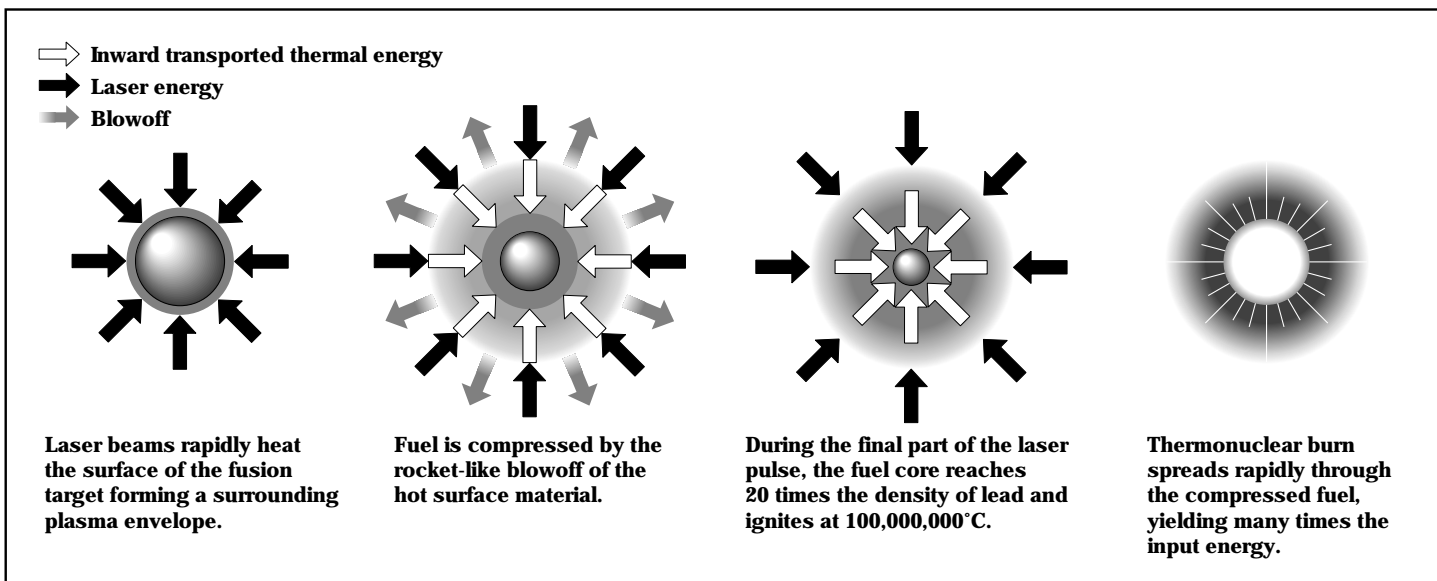 Inward transported thermal energy
Laser energy
Blowoff
Laser beams rapidly heat
the surface of the fusion
target forming a surrounding
plasma envelope.
Fuel is compressed by the
rocket-like blowoff of the
hot surface material.
During the final part of the laser
pulse, the fuel core reaches
20 times the density of lead and
ignites at 100,000,000˚C.
Thermonuclear burn
spreads rapidly through
the compressed fuel,
yielding many times the
input energy.